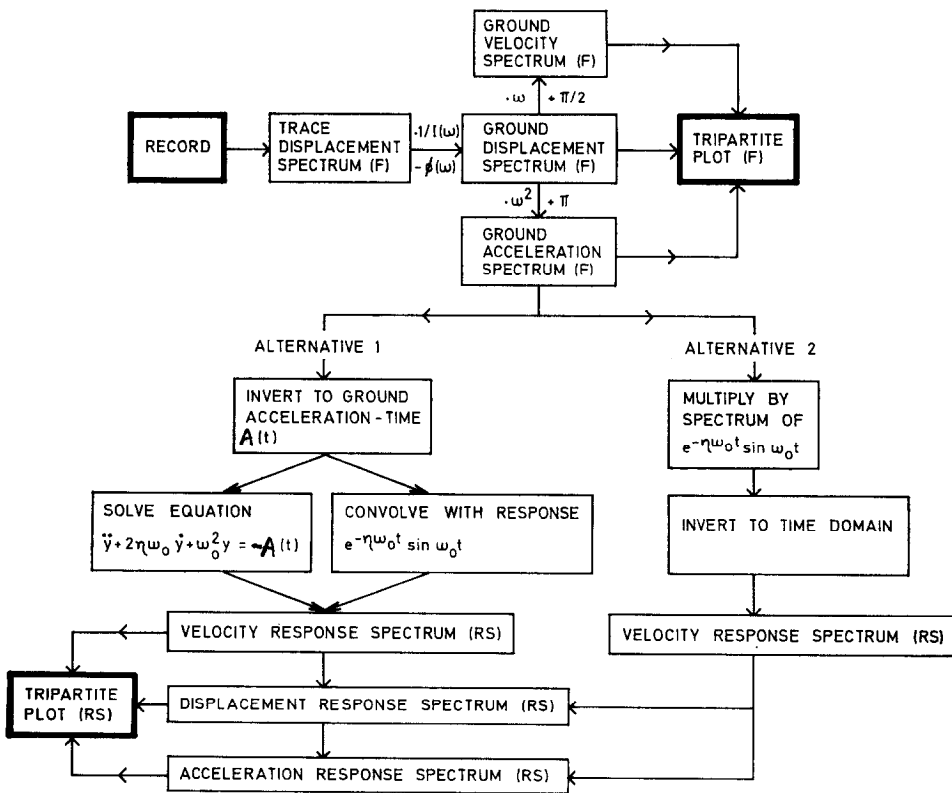 GROUND
VELOCITY
SPECTRUM (F)
·ω + π/2
RECORD
TRACE
DISPLACEMENT
SPECTRUM (F)
·1/I(ω)
-ϕ(ω)
GROUND
DISPLACEMENT
SPECTRUM (F)
TRIPARTITE
PLOT (F)
·ω² + π
GROUND
ACCELERATION
SPECTRUM (F)
ALTERNATIVE 1
ALTERNATIVE 2
INVERT TO GROUND
ACCELERATION - TIME
A(t)
MULTIPLY BY
SPECTRUM OF
e^-ηω₀t sin ω₀t
SOLVE EQUATION
ÿ+2ηω₀ ẏ+ω₀²y = -A(t)
CONVOLVE WITH RESPONSE
e^-ηω₀t sin ω₀t
INVERT TO TIME DOMAIN
VELOCITY RESPONSE SPECTRUM (RS)
VELOCITY RESPONSE SPECTRUM (RS)
TRIPARTITE
PLOT (RS)
DISPLACEMENT RESPONSE SPECTRUM (RS)
ACCELERATION RESPONSE SPECTRUM (RS)